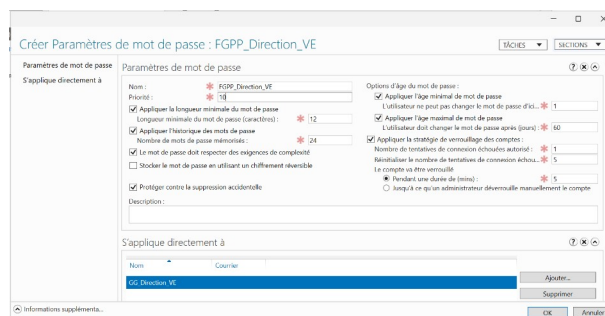 Créer Paramètres de mot de passe : FGPP_Direction_VE
TÂCHES
SECTIONS
Paramètres de mot de passe
S'applique directement à
Paramètres de mot de passe
Nom : * FGPP_Direction_VE
Priorité : * 10
Appliquer la longueur minimale du mot de passe
Longueur minimale du mot de passe (caractères) : * 12
Appliquer l'historique des mots de passe
Nombre de mots de passe mémorisés : * 24
Le mot de passe doit respecter des exigences de complexité
Stocker le mot de passe en utilisant un chiffrement réversible
Protéger contre la suppression accidentelle
Description :
Options d'âge du mot de passe :
Appliquer l'âge minimal de mot de passe
L'utilisateur ne peut pas changer le mot de passe d'ici... * 1
Appliquer l'âge maximal de mot de passe
L'utilisateur doit changer le mot de passe après (jours) : * 60
Appliquer la stratégie de verrouillage des comptes :
Nombre de tentatives de connexion échouées autorisé : * 1
Réinitialiser le nombre de tentatives de connexion échou... * 5
Le compte va être verrouillé
Pendant une durée de (mins) : * 5
Jusqu'à ce qu'un administrateur déverrouille manuellement le compte
S'applique directement à
Nom
Courrier
GG_Direction_VE
Ajouter...
Supprimer
Informations supplémenta...
OK
Annuler